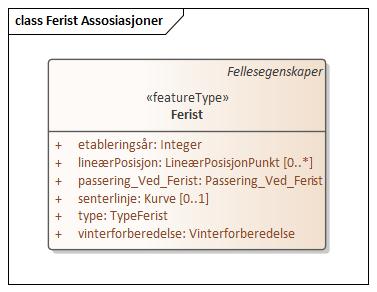 class Ferist Assosiasjoner
Fellesegenskaper
«featureType»
Ferist
+ etableringsår: Integer
+ lineærPosisjon: LineærPosisjonPunkt [0..*]
+ passering_Ved_Ferist: Passering_Ved_Ferist
+ senterlinje: Kurve [0..1]
+ type: TypeFerist
+ vinterforberedelse: Vinterforberedelse